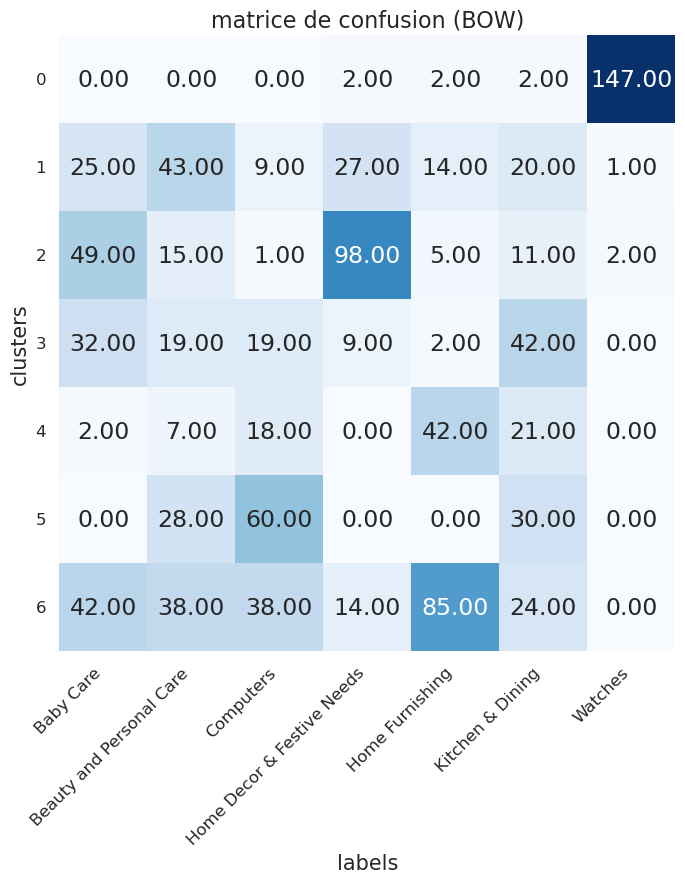 matrice de confusion (BOW)
0 0.00 0.00 0.00 2.00 2.00 2.00 147.00
1 25.00 43.00 9.00 27.00 14.00 20.00 1.00
2 49.00 15.00 1.00 98.00 5.00 11.00 2.00
3 32.00 19.00 19.00 9.00 2.00 42.00 0.00
4 2.00 7.00 18.00 0.00 42.00 21.00 0.00
5 0.00 28.00 60.00 0.00 0.00 30.00 0.00
6 42.00 38.00 38.00 14.00 85.00 24.00 0.00
clusters
Baby Care
Beauty and Personal Care
Computers
Home Decor & Festive Needs
Home Furnishing
Kitchen & Dining
Watches
labels